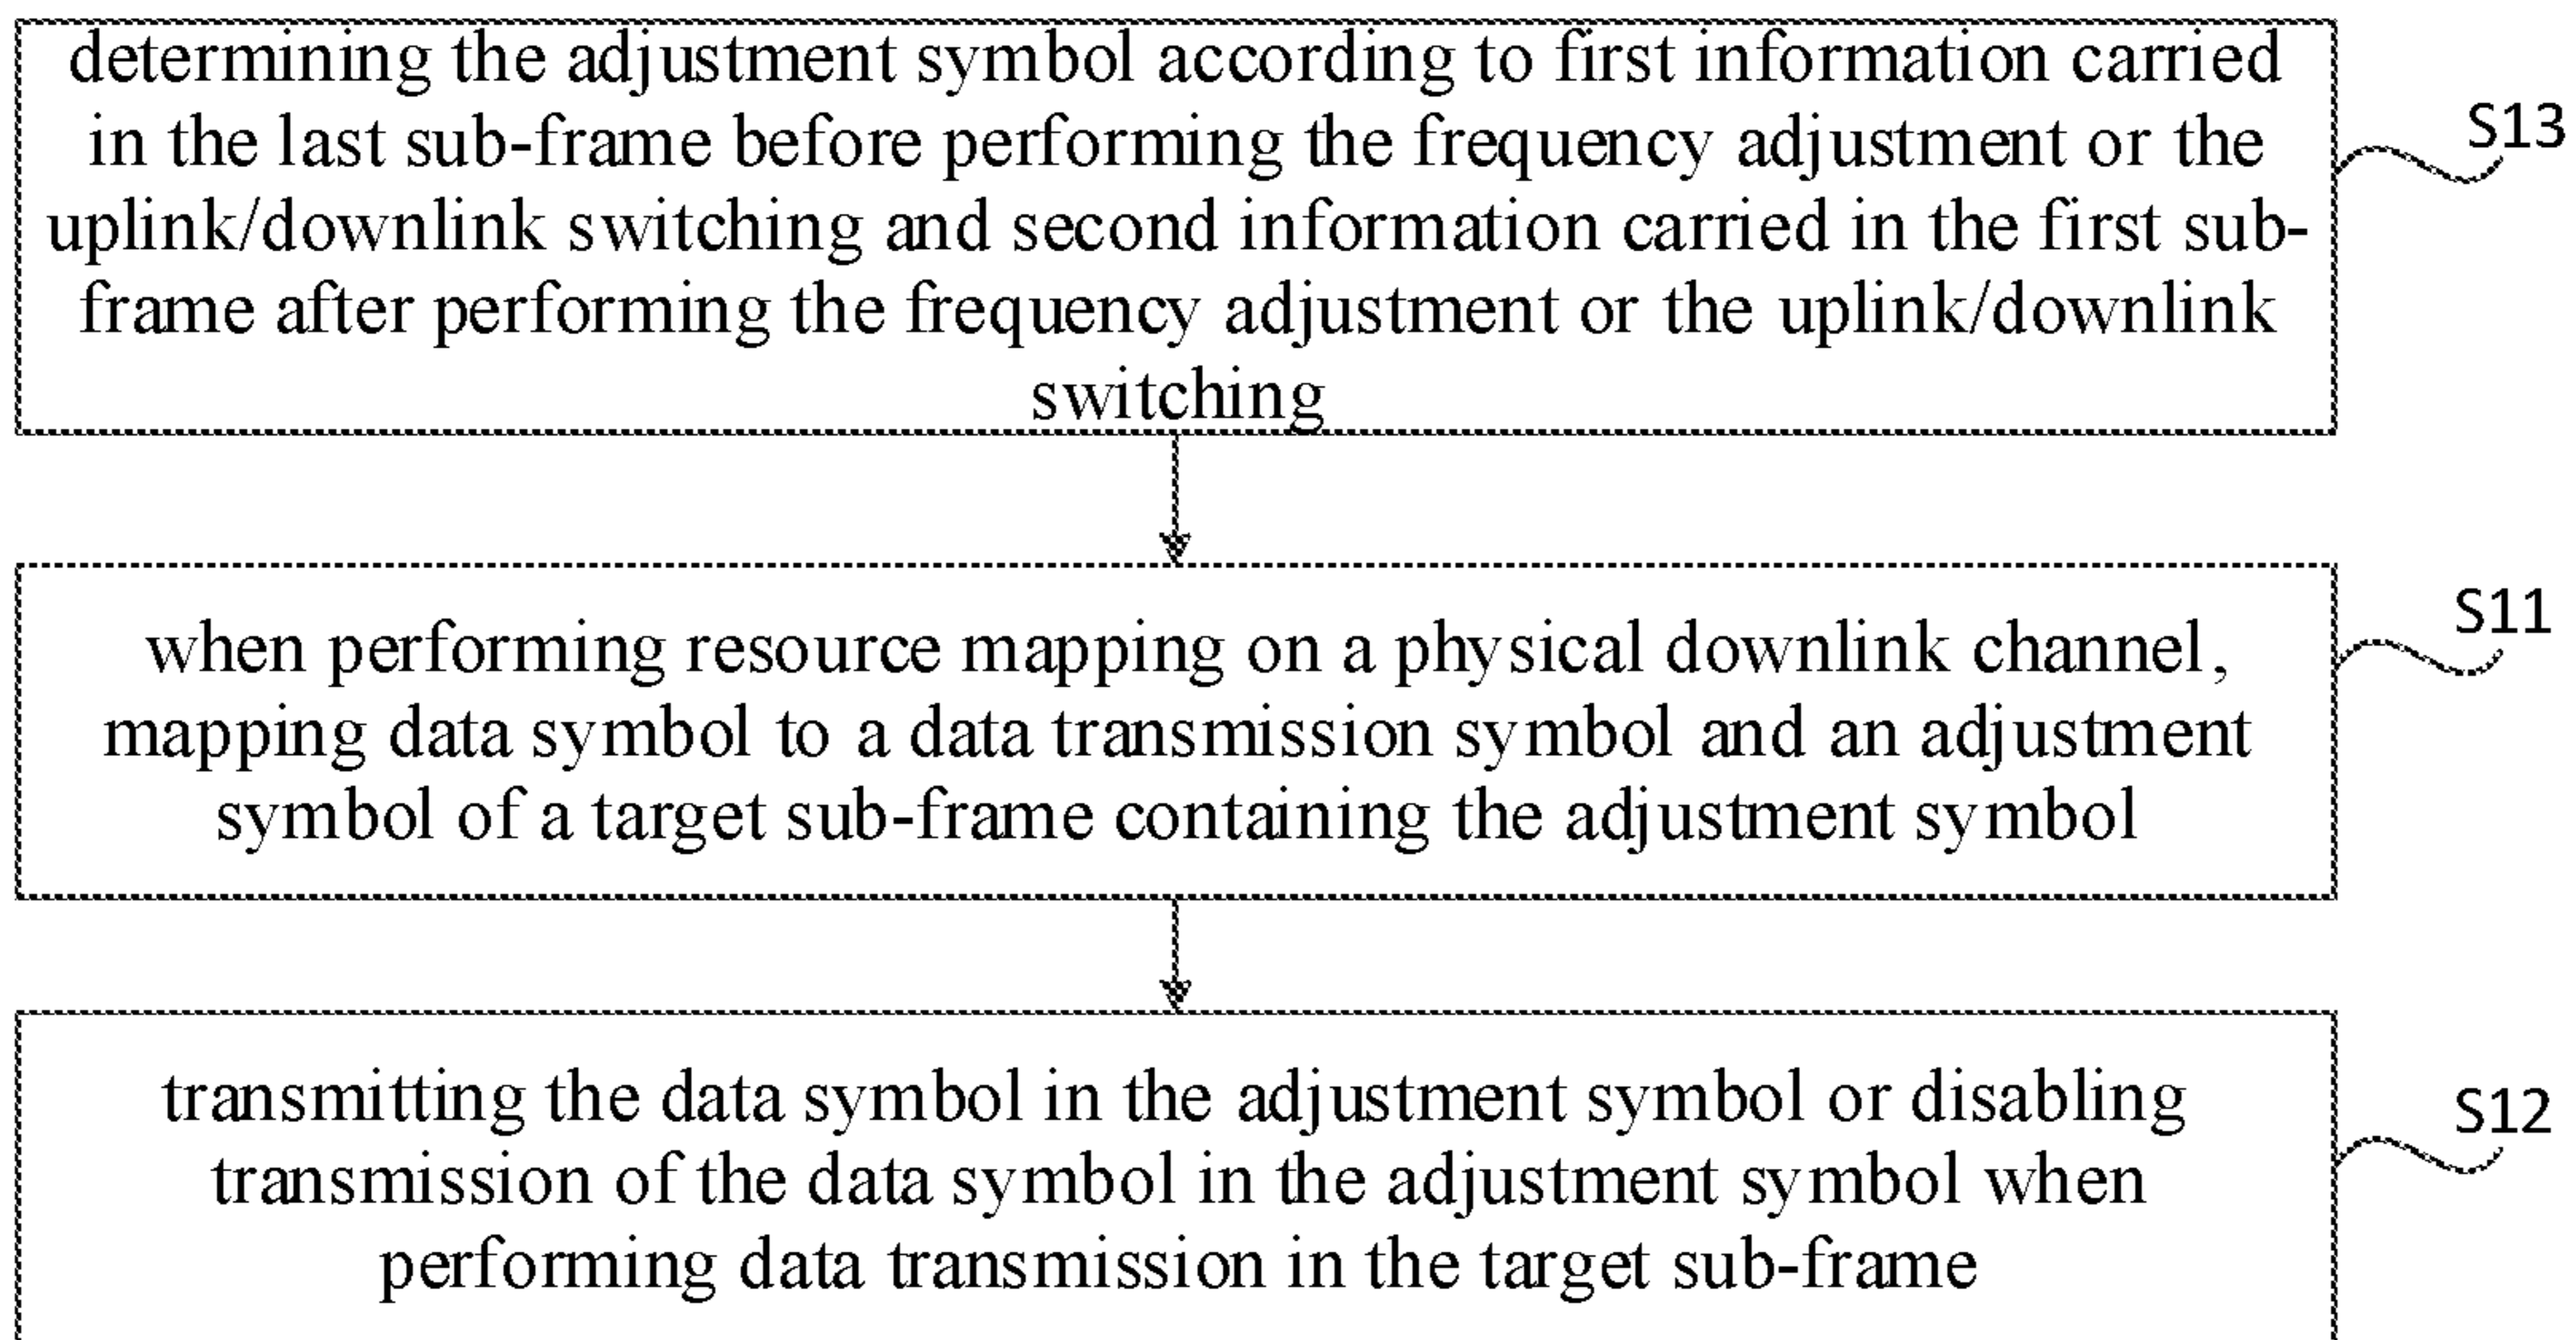 determining the adjustment symbol according to first information carried
in the last sub-frame before performing the frequency adjustment or the
uplink/downlink switching and second information carried in the first sub-
frame after performing the frequency adjustment or the uplink/downlink
switching
S13
when performing resource mapping on a physical downlink channel,
mapping data symbol to a data transmission symbol and an adjustment
symbol of a target sub-frame containing the adjustment symbol
S11
transmitting the data symbol in the adjustment symbol or disabling
transmission of the data symbol in the adjustment symbol when
performing data transmission in the target sub-frame
S12